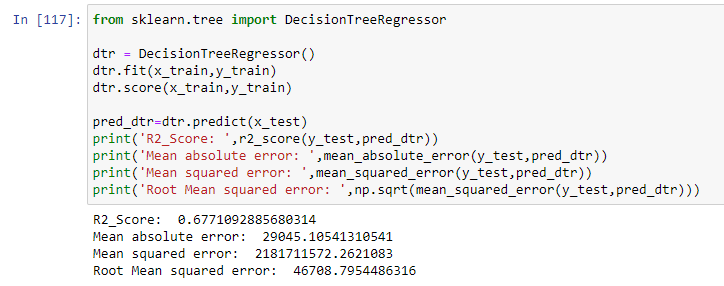 In [117]: from sklearn.tree import DecisionTreeRegressor
dtr = DecisionTreeRegressor()
dtr.fit(x_train,y_train)
dtr.score(x_train,y_train)
pred_dtr=dtr.predict(x_test)
print('R2_Score: ',r2_score(y_test,pred_dtr))
print('Mean absolute error: ',mean_absolute_error(y_test,pred_dtr))
print('Mean squared error: ',mean_squared_error(y_test,pred_dtr))
print('Root Mean squared error: ',np.sqrt(mean_squared_error(y_test,pred_dtr)))
R2_Score:  0.6771092885680314
Mean absolute error:  29045.10541310541
Mean squared error:  2181711572.2621083
Root Mean squared error:  46708.7954486316